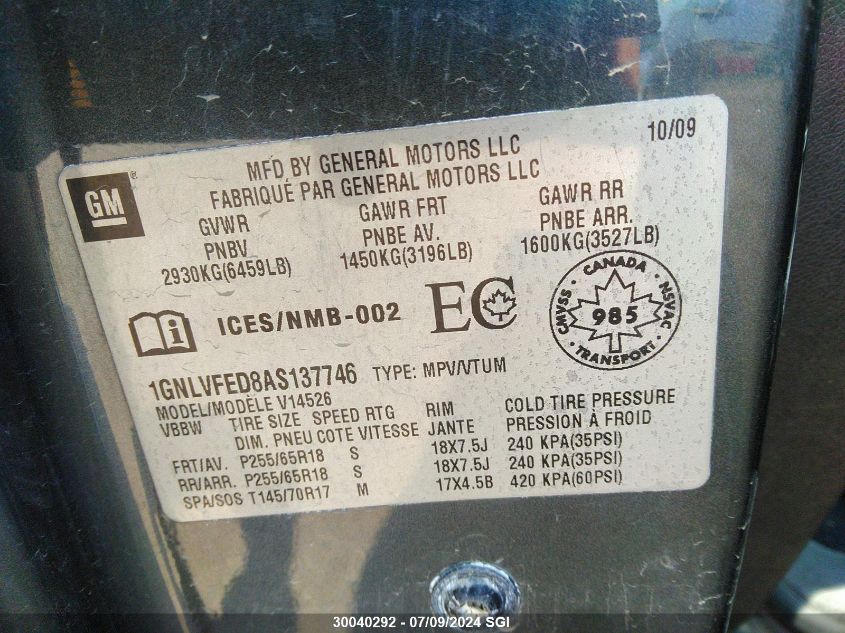 10/09
MFD BY GENERAL MOTORS LLC
FABRIQUÉ PAR GENERAL MOTORS LLC
GM ®
GVWR GAWR FRT GAWR RR
PNBV PNBE AV. PNBE ARR.
2930KG(6459LB) 1450KG(3196LB) 1600KG(3527LB)
i ICES/NMB-002 EC
CANADA
CMVSS 985 NSVAC
TRANSPORT
1GNLVFED8AS137746 TYPE: MPV/VTUM
MODEL/MODÈLE V14526
VBBW TIRE SIZE SPEED RTG RIM COLD TIRE PRESSURE
DIM. PNEU COTE VITESSE JANTE PRESSION À FROID
FRT/AV. P255/65R18 S 18X7.5J 240 KPA(35PSI)
RR/ARR. P255/65R18 S 18X7.5J 240 KPA(35PSI)
SPA/SOS T145/70R17 M 17X4.5B 420 KPA(60PSI)
30040292 - 07/09/2024 SGI